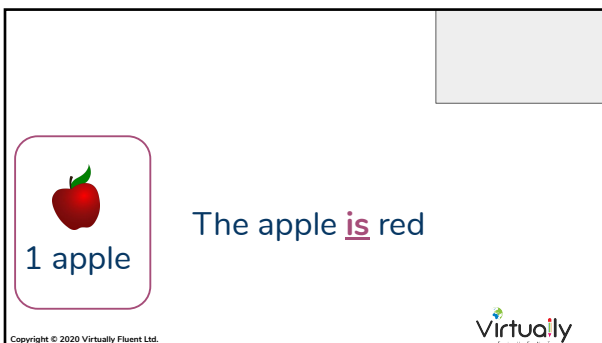 The apple is red
1 apple
Copyright © 2020 Virtually Fluent Ltd.
Virtually